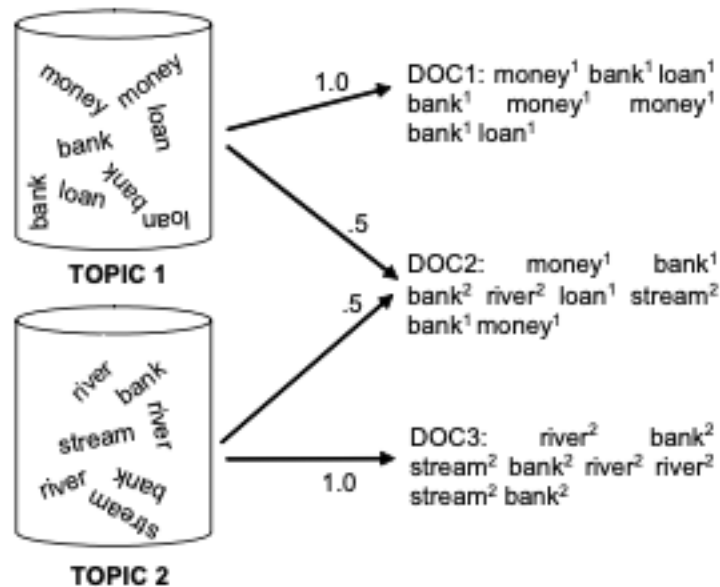 money money
loan
bank
bank loan bank loan
TOPIC 1
river bank
river
stream
river bank
stream
TOPIC 2
1.0
.5
.5
1.0
DOC1: money¹ bank¹ loan¹
bank¹ money¹ money¹
bank¹ loan¹
DOC2: money¹ bank¹
bank² river² loan¹ stream²
bank¹ money¹
DOC3: river² bank²
stream² bank² river² river²
stream² bank²